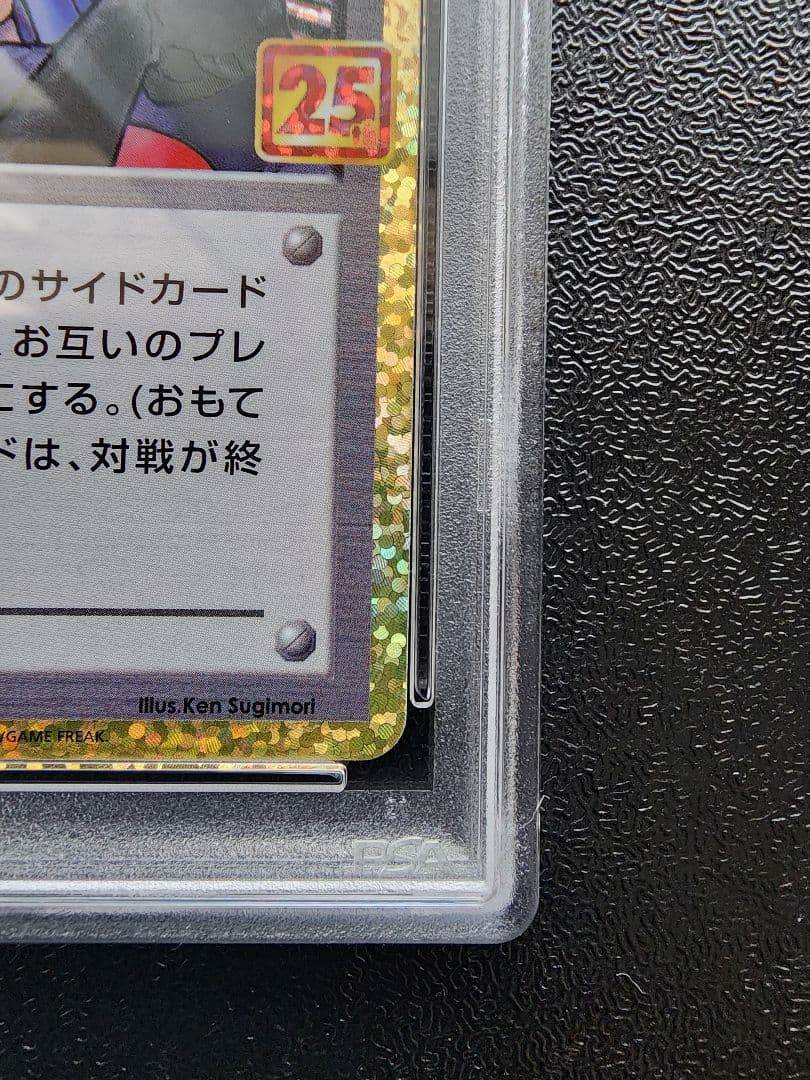 25
のサイドカード
、お互いのプレ
にする。(おもて
ドは、対戦が終
Illus.Ken Sugimori
/GAME FREAK.
PSA